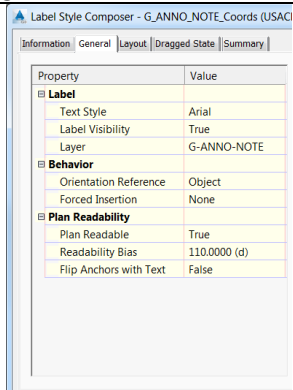 Label Style Composer - G_ANNO_NOTE_Coords (USAC
Information General Layout Dragged State Summary
Property Value
Label
Text Style Arial
Label Visibility True
Layer G-ANNO-NOTE
Behavior
Orientation Reference Object
Forced Insertion None
Plan Readability
Plan Readable True
Readability Bias 110.0000 (d)
Flip Anchors with Text False